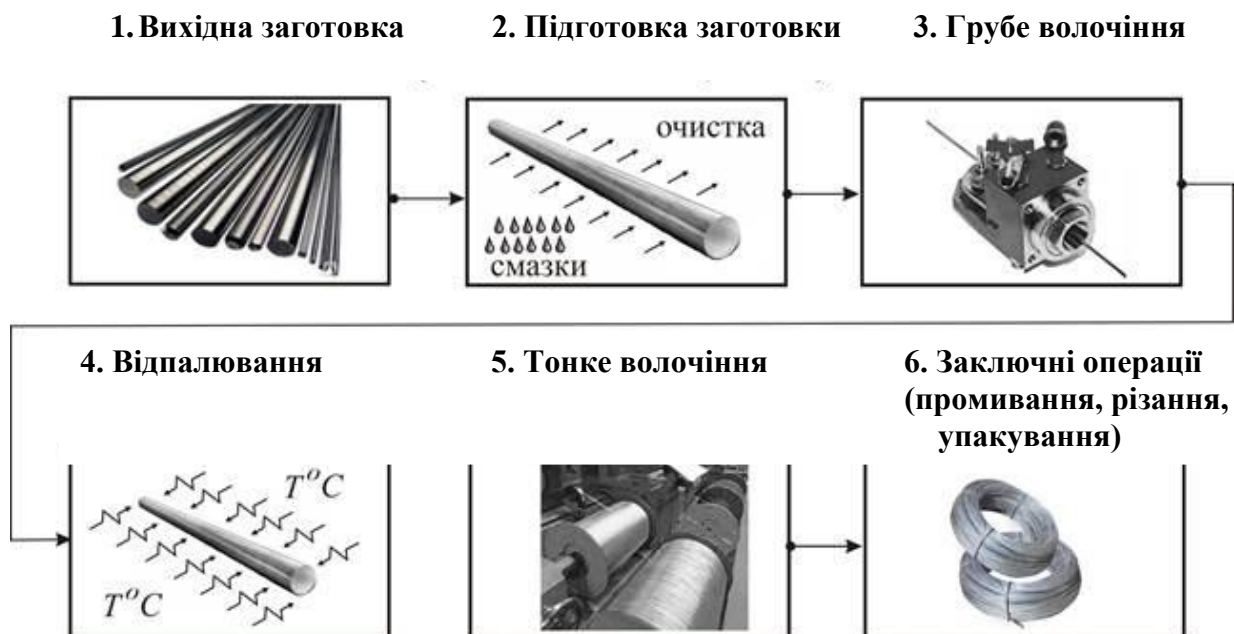 1. Вихідна заготовка
2. Підготовка заготовки
3. Грубе волочіння
очистка
смазки
4. Відпалювання
5. Тонке волочіння
6. Заключні операції
(промивання, різання,
упакування)
T°C
T°C